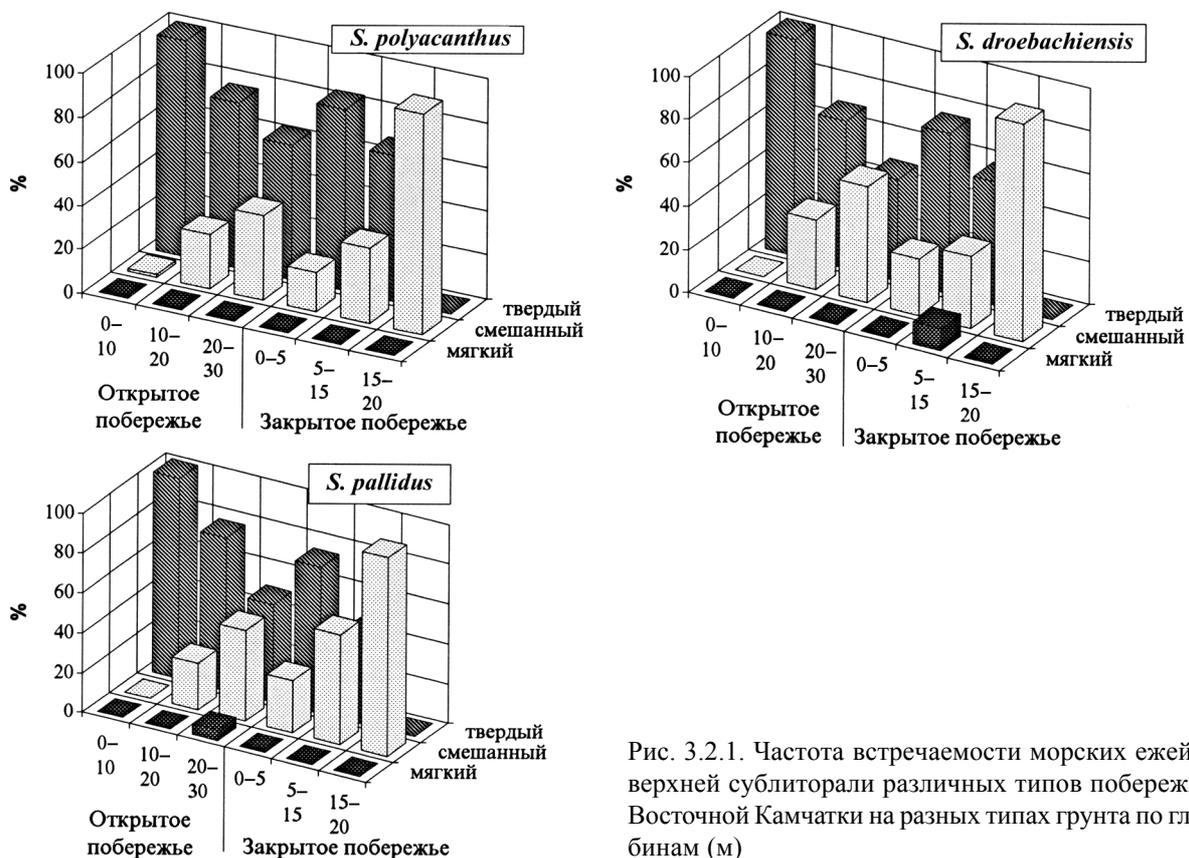 S. polyacanthus
100
80
60
40
20
0
%
0–
10
10–
20
20–
30
0–5
5–
15
15–
20
твердый
смешанный
мягкий
Открытое
побережье
Закрытое побережье
S. droebachiensis
100
80
60
40
20
0
%
0–
10
10–
20
20–
30
0–5
5–
15
15–
20
твердый
смешанный
мягкий
Открытое
побережье
Закрытое побережье
S. pallidus
100
80
60
40
20
0
%
0–
10
10–
20
20–
30
0–5
5–
15
15–
20
твердый
смешанный
мягкий
Открытое
побережье
Закрытое побережье
Рис. 3.2.1. Частота встречаемости морских ежей
верхней сублиторали различных типов побереж
Восточной Камчатки на разных типах грунта по гл
бинам (м)